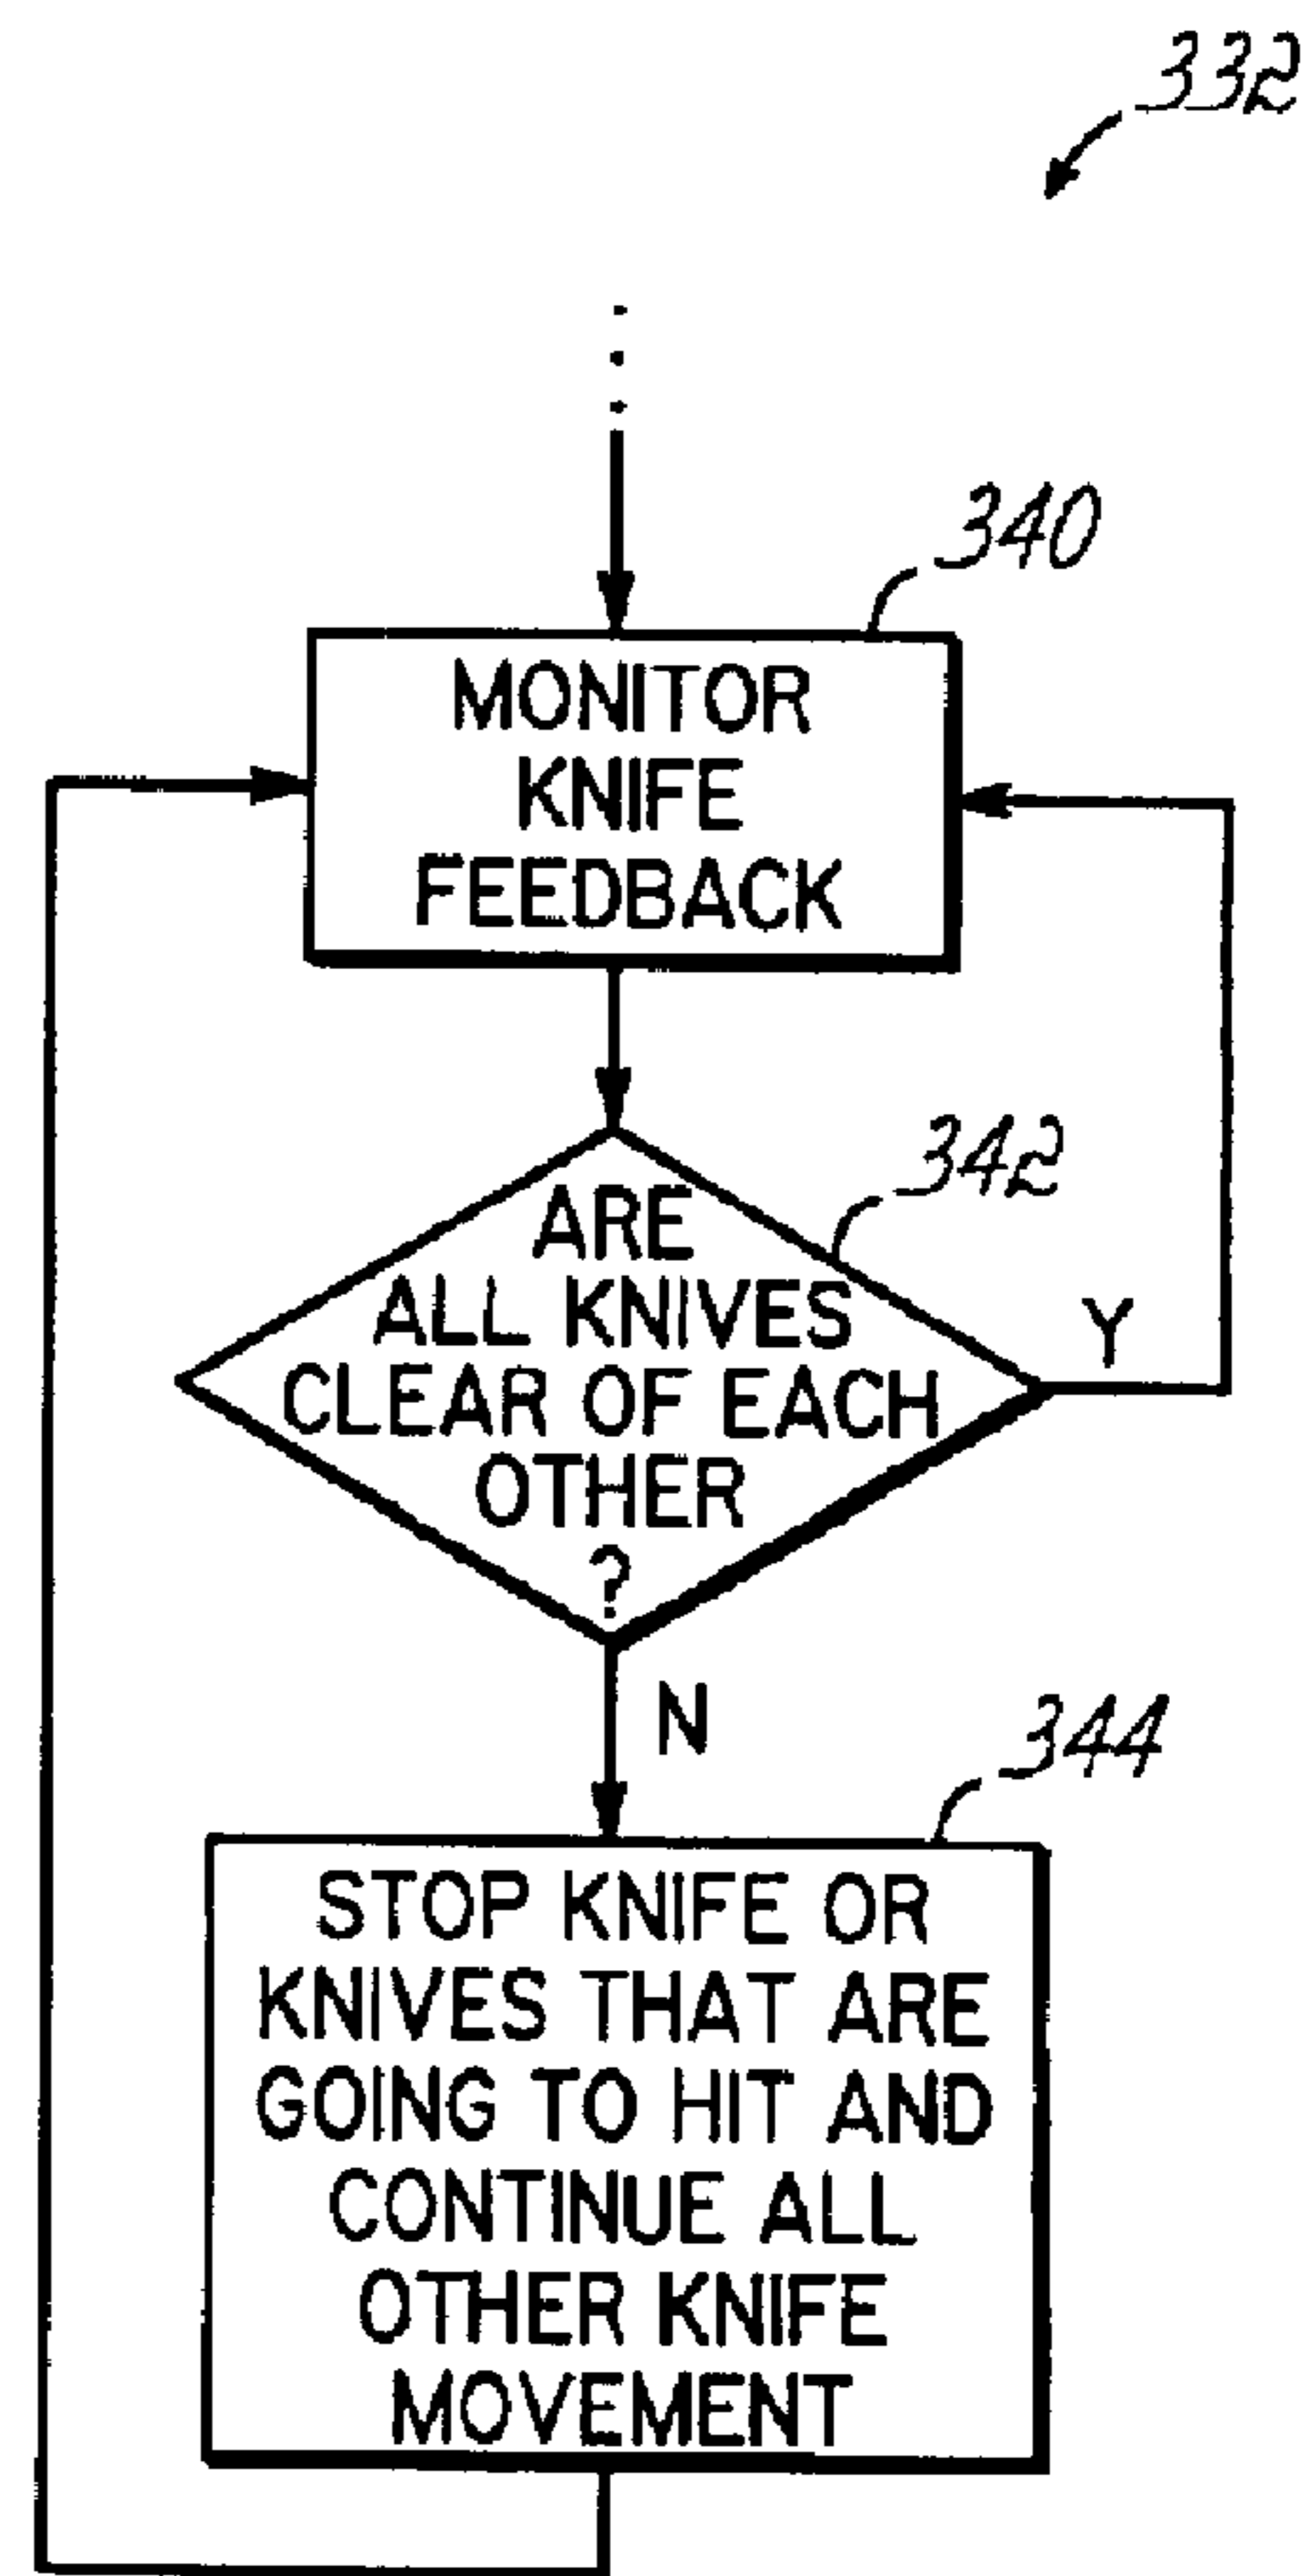 332
340
MONITOR
KNIFE
FEEDBACK
342
ARE
ALL KNIVES
CLEAR OF EACH
OTHER
?
Y
N
344
STOP KNIFE OR
KNIVES THAT ARE
GOING TO HIT AND
CONTINUE ALL
OTHER KNIFE
MOVEMENT